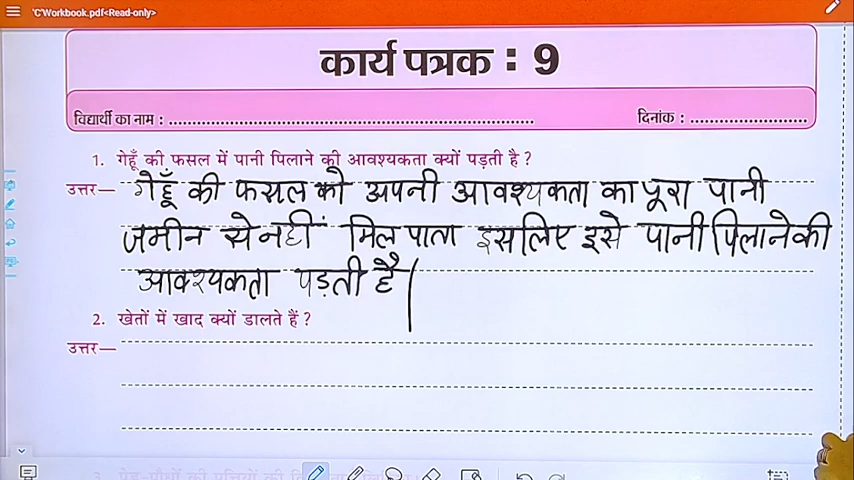 'C'Workbook.pdf<Read-only>
कार्य पत्रक : 9
विद्यार्थी का नाम : ........................................ दिनांक : ........................
1. गेहूँ की फसल में पानी पिलाने की आवश्यकता क्यों पड़ती है ?
उत्तर— गेहूँ की फसल को अपनी आवश्यकता का पूरा पानी
जमीन से नहीं मिल पाता इसलिए इसे पानी पिलाने की
आवश्यकता पड़ती है।
2. खेतों में खाद क्यों डालते हैं ?
उत्तर—